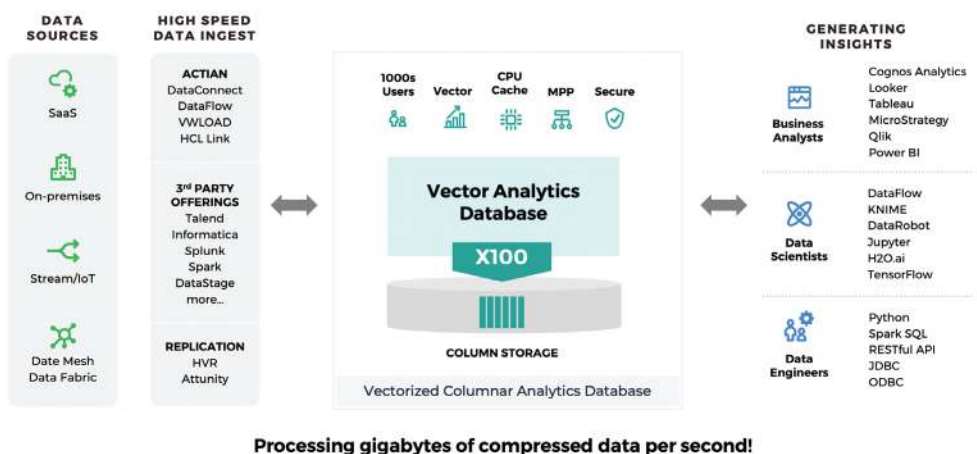 DATA
SOURCES
SaaS
On-premises
Stream/IoT
Date Mesh
Data Fabric
HIGH SPEED
DATA INGEST
ACTIAN
DataConnect
DataFlow
VWLOAD
HCL Link
3rd PARTY
OFFERINGS
Talend
Informatica
Splunk
Spark
DataStage
more...
REPLICATION
HVR
Attunity
1000s
Users
Vector
CPU
Cache
MPP
Secure
Vector Analytics
Database
X100
COLUMN STORAGE
Vectorized Columnar Analytics Database
GENERATING
INSIGHTS
Business
Analysts
Cognos Analytics
Looker
Tableau
MicroStrategy
Qlik
Power BI
Data
Scientists
DataFlow
KNIME
DataRobot
Jupyter
H2O.ai
TensorFlow
Data
Engineers
Python
Spark SQL
RESTful API
JDBC
ODBC
Processing gigabytes of compressed data per second!